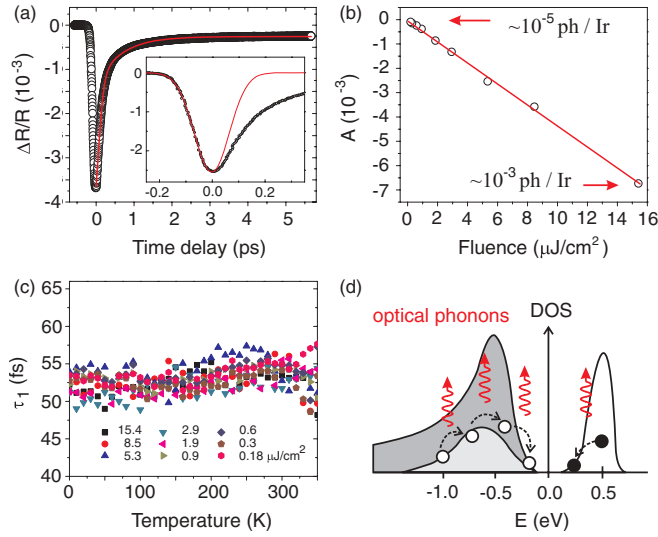 (a)
ΔR/R (10⁻³)
0
-1
-2
-3
-4
0
-1
-2
-0.2
0.0
0.2
0 1 2 3 4 5
Time delay (ps)
(b)
A (10⁻³)
0
-1
-2
-3
-4
-5
-6
-7
~10⁻⁵ ph / Ir
~10⁻³ ph / Ir
0 2 4 6 8 10 12 14 16
Fluence (μJ/cm²)
(c)
τ₁ (fs)
65
60
55
50
45
40
15.4 2.9 0.6
8.5 1.9 0.3
5.3 0.9 0.18 μJ/cm²
0 100 200 300
Temperature (K)
(d)
optical phonons
DOS
-1.0 -0.5 0.0 0.5
E (eV)